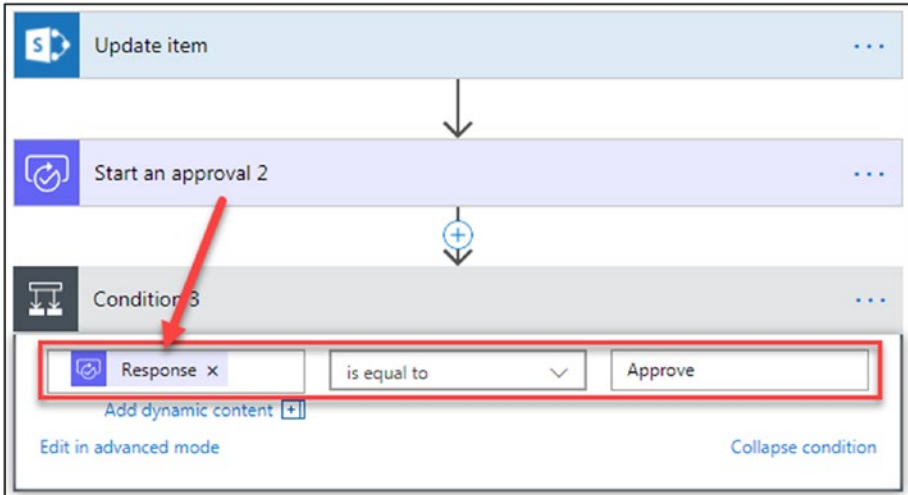 S
Update item
Start an approval 2
Condition 3
Response × is equal to Approve
Add dynamic content
Edit in advanced mode Collapse condition